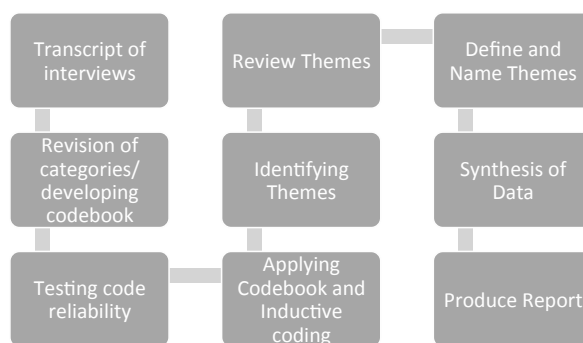 Transcript of
interviews
Revision of
categories/
developing
codebook
Testing code
reliability
Applying
Codebook and
Inductive
coding
Identifying
Themes
Review Themes
Define and
Name Themes
Synthesis of
Data
Produce Report